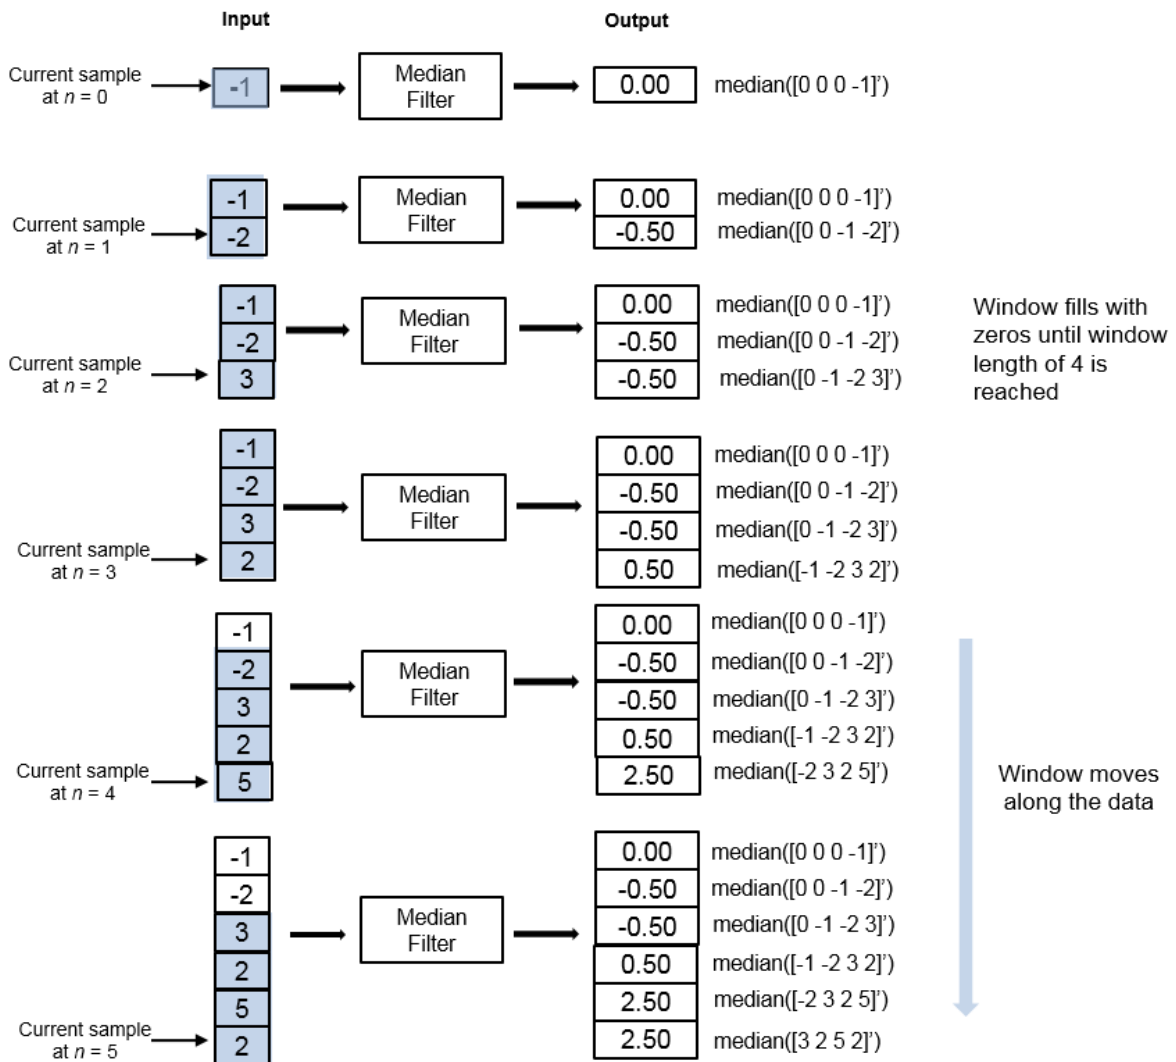 Input
Output
Current sample
at n = 0
-1
Median
Filter
0.00
median([0 0 0 -1]')
Current sample
at n = 1
-1
-2
Median
Filter
0.00
-0.50
median([0 0 0 -1]')
median([0 0 -1 -2]')
Current sample
at n = 2
-1
-2
3
Median
Filter
0.00
-0.50
-0.50
median([0 0 0 -1]')
median([0 0 -1 -2]')
median([0 -1 -2 3]')
Window fills with
zeros until window
length of 4 is
reached
Current sample
at n = 3
-1
-2
3
2
Median
Filter
0.00
-0.50
-0.50
0.50
median([0 0 0 -1]')
median([0 0 -1 -2]')
median([0 -1 -2 3]')
median([-1 -2 3 2]')
Current sample
at n = 4
-1
-2
3
2
5
Median
Filter
0.00
-0.50
-0.50
0.50
2.50
median([0 0 0 -1]')
median([0 0 -1 -2]')
median([0 -1 -2 3]')
median([-1 -2 3 2]')
median([-2 3 2 5]')
Window moves
along the data
Current sample
at n = 5
-1
-2
3
2
5
2
Median
Filter
0.00
-0.50
-0.50
0.50
2.50
2.50
median([0 0 0 -1]')
median([0 0 -1 -2]')
median([0 -1 -2 3]')
median([-1 -2 3 2]')
median([-2 3 2 5]')
median([3 2 5 2]')